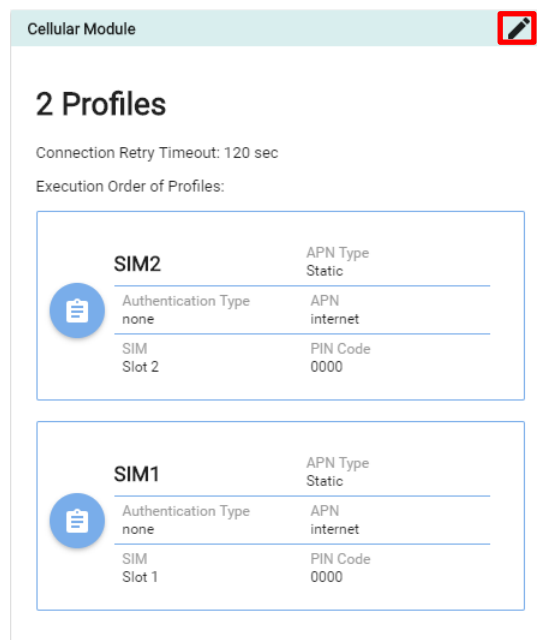 Cellular Module
2 Profiles
Connection Retry Timeout: 120 sec
Execution Order of Profiles:
SIM2
APN Type
Static
Authentication Type
none
APN
internet
SIM
Slot 2
PIN Code
0000
SIM1
APN Type
Static
Authentication Type
none
APN
internet
SIM
Slot 1
PIN Code
0000